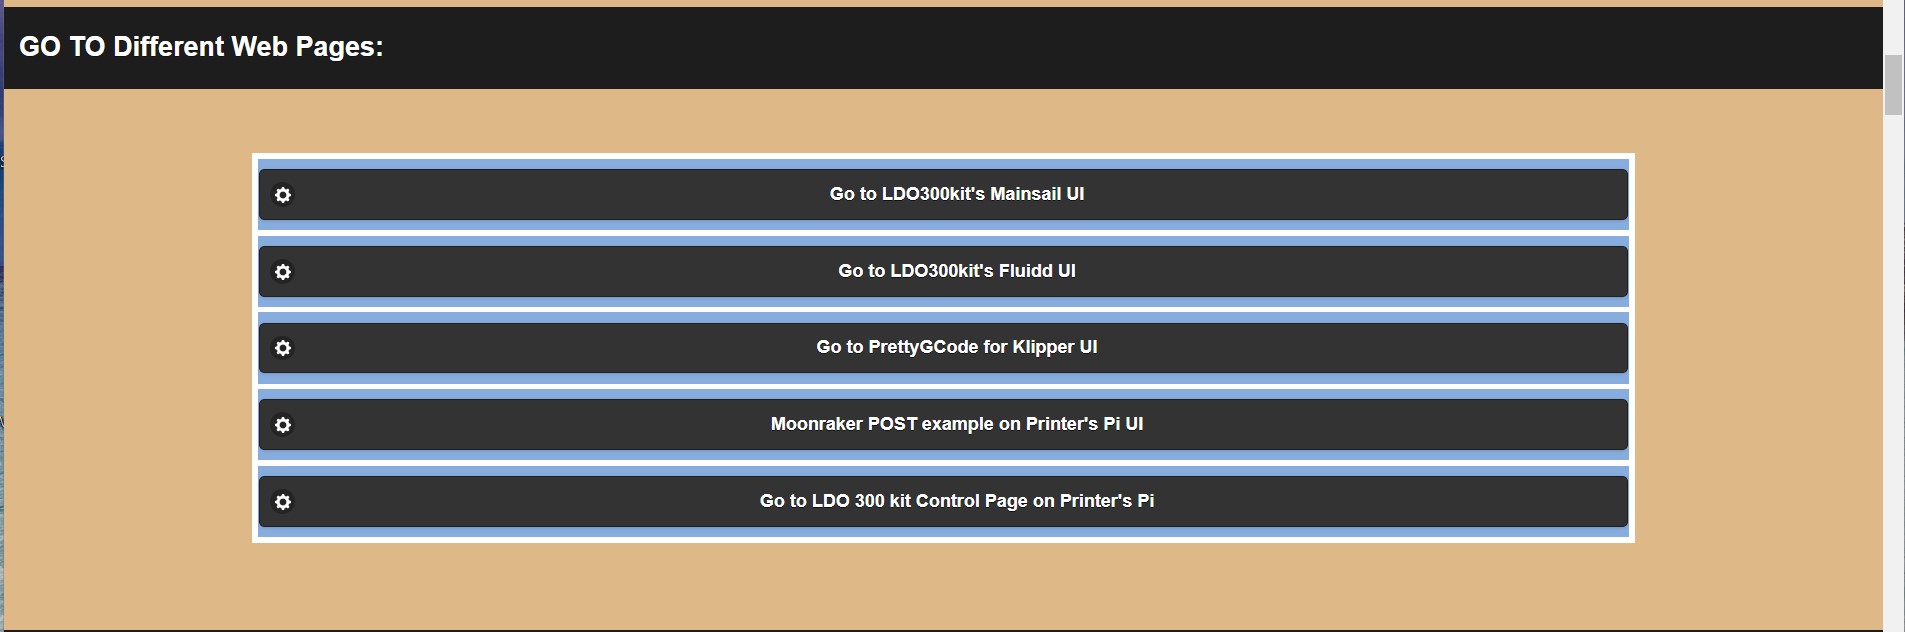 GO TO Different Web Pages:
Go to LDO300kit's Mainsail UI
Go to LDO300kit's Fluidd UI
Go to PrettyGCode for Klipper UI
Moonraker POST example on Printer's Pi UI
Go to LDO 300 kit Control Page on Printer's Pi